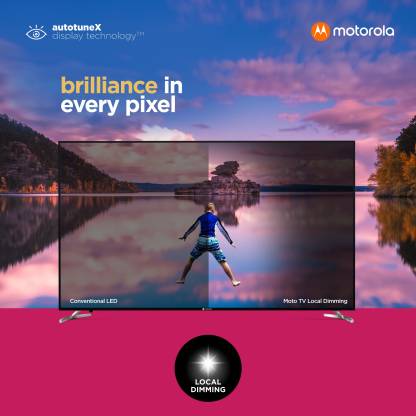 autotuneX
display technology™
motorola
brilliance in
every pixel
Conventional LED
Moto TV Local Dimming
LOCAL
DIMMING